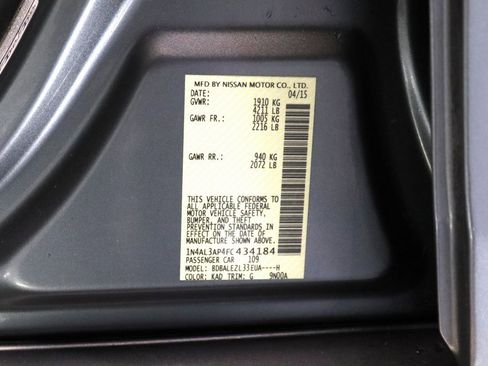 MFD BY NISSAN MOTOR CO., LTD.
DATE: 04/15
GVWR: 1910 KG
4211 LB
GAWR FR.: 1005 KG
2216 LB
GAWR RR.: 940 KG
2072 LB
THIS VEHICLE CONFORMS TO
ALL APPLICABLE FEDERAL
MOTOR VEHICLE SAFETY,
BUMPER, AND THEFT
PREVENTION STANDARDS IN
EFFECT ON THE DATE OF
MANUFACTURE SHOWN ABOVE.
1N4AL3AP4FC434184
PASSENGER CAR 109
MODEL: BDBALEZL33EUA----H
COLOR: KAD TRIM: G 9N00A